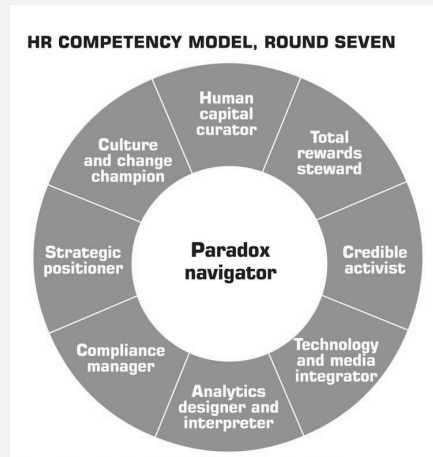 HR COMPETENCY MODEL, ROUND SEVEN
Human
capital
curator
Total
rewards
steward
Credible
activist
Technology
and media
integrator
Analytics
designer and
interpreter
Compliance
manager
Strategic
positioner
Culture
and change
champion
Paradox
navigator